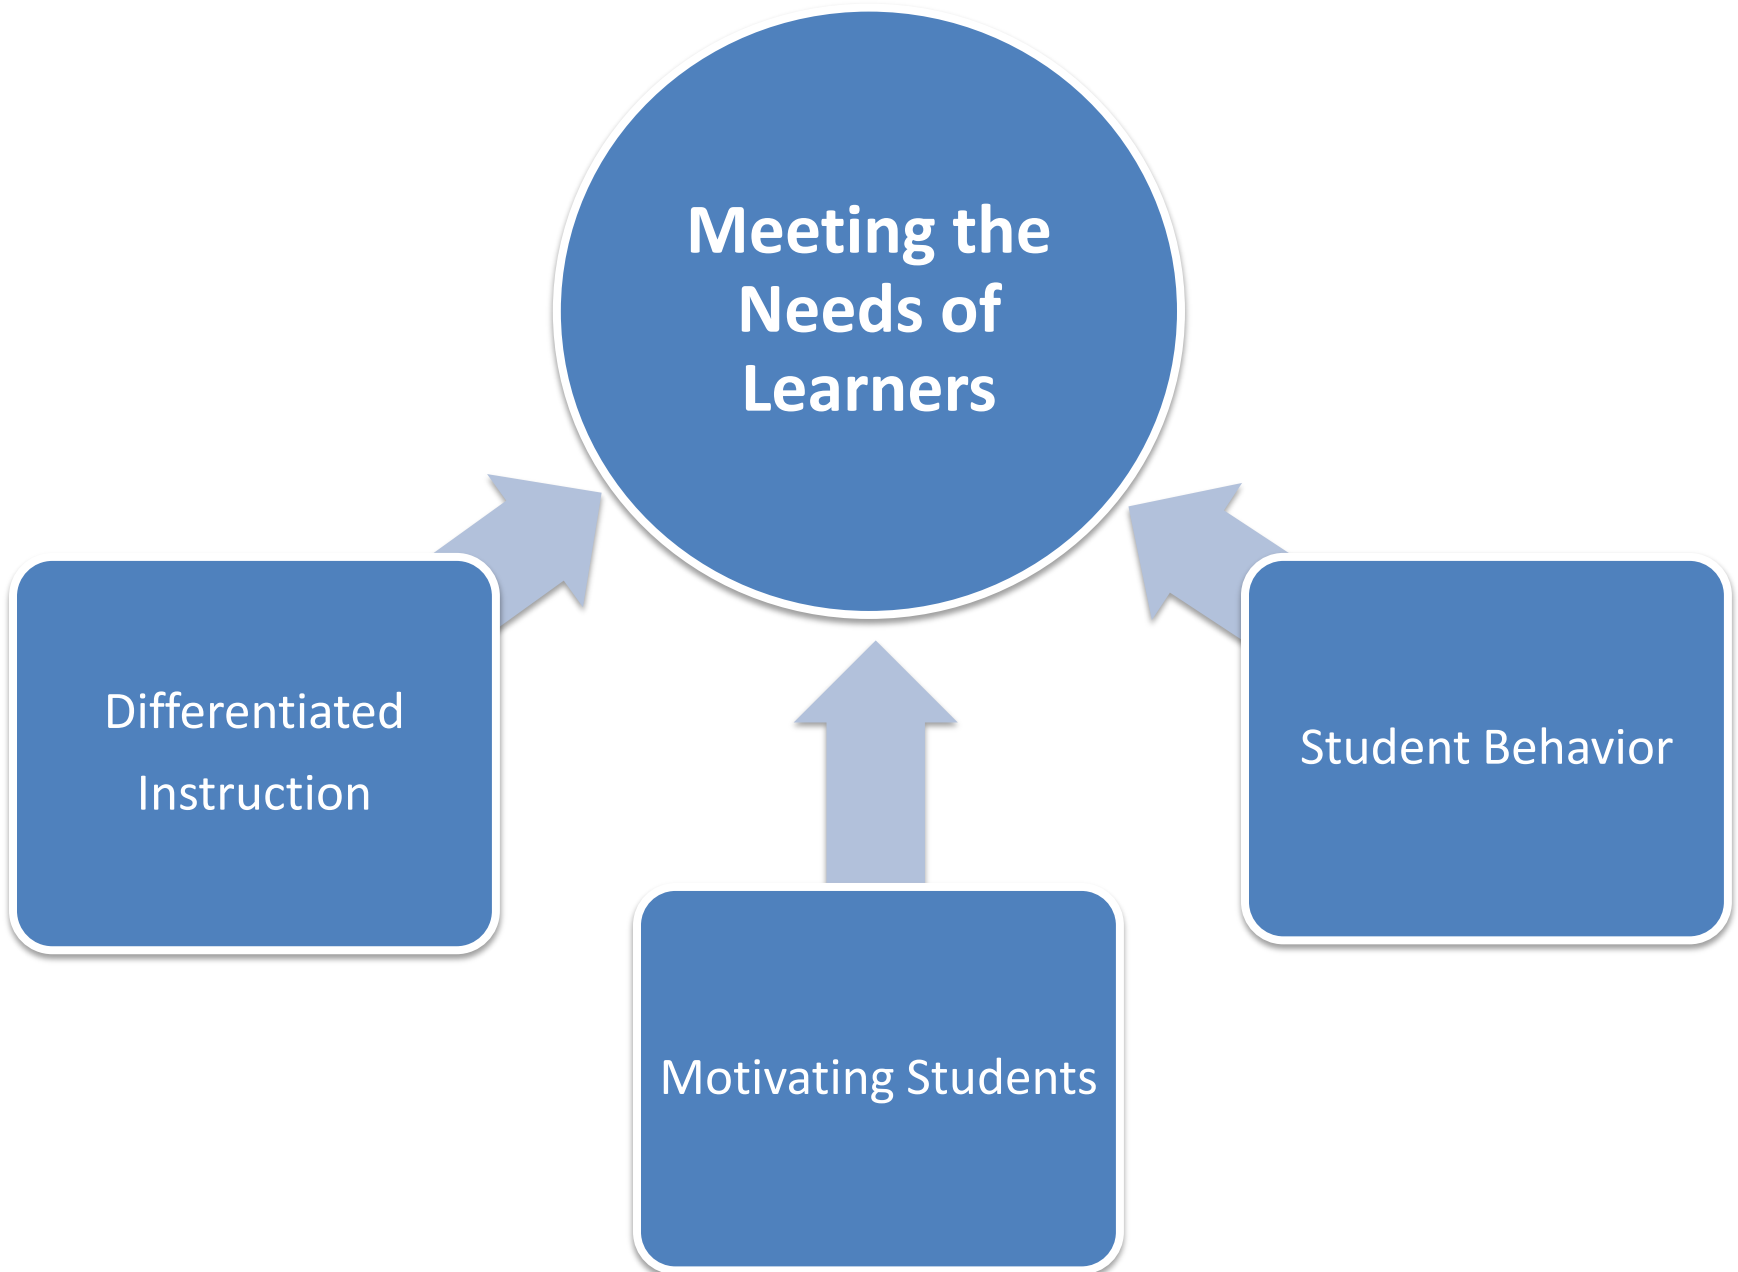 Meeting the
Needs of
Learners
Differentiated
Instruction
Student Behavior
Motivating Students